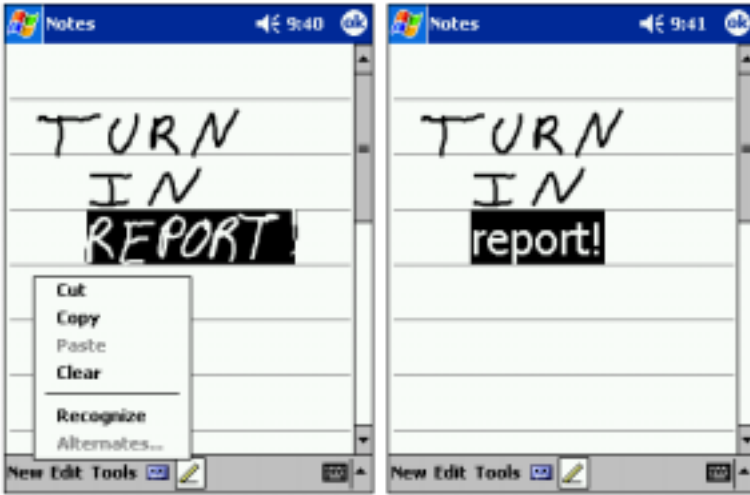 Notes 9:40 ok
TURN
IN
REPORT!
Cut
Copy
Paste
Clear
Recognize
Alternates...
New Edit Tools
Notes 9:41 ok
TURN
IN
report!
New Edit Tools